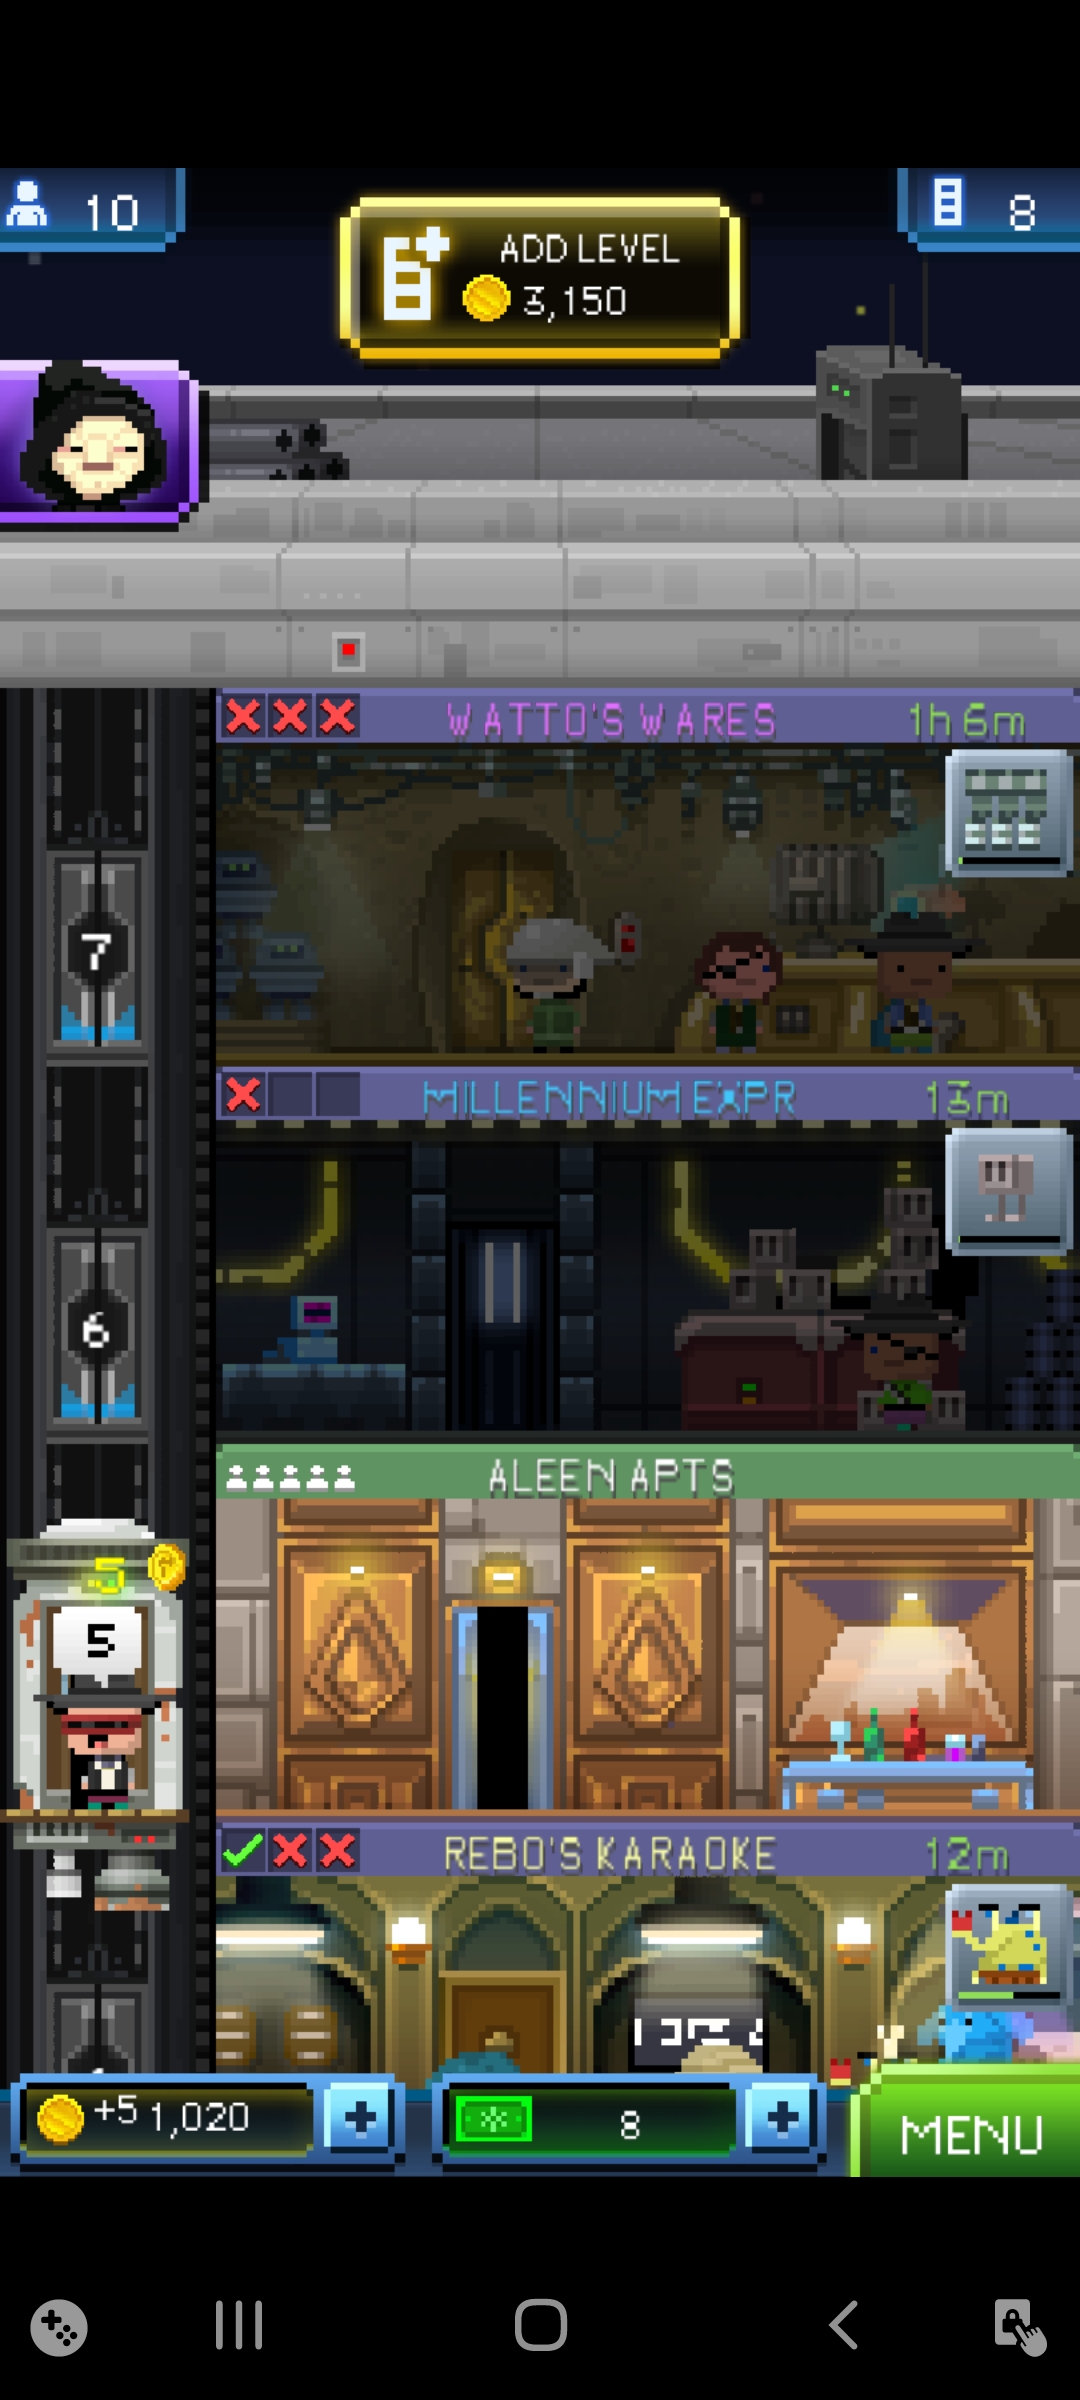 10
ADD LEVEL
3,150
8
WATTO'S WARES
1h 6m
7
MILLENNIUM EXPR
13m
6
ALEEN APTS
5
5
REBO'S KARAOKE
12m
+5 1,020
8
MENU